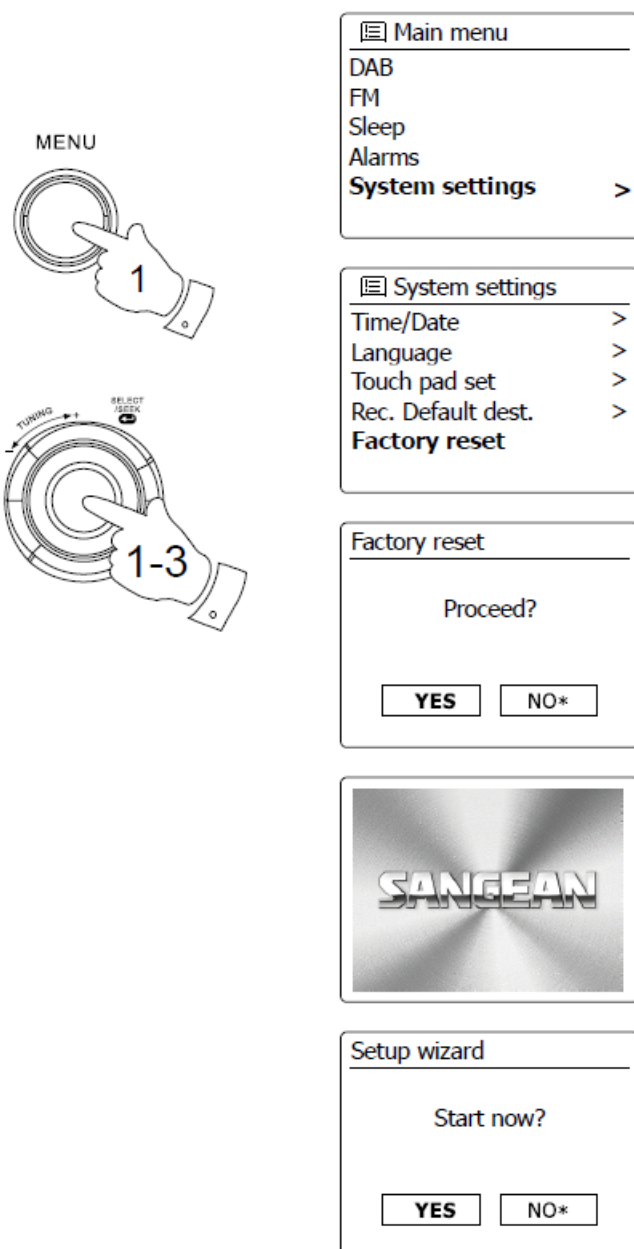 MENU
1
TUNING
- +
SELECT
/SEEK
1-3
Main menu
DAB
FM
Sleep
Alarms
System settings >
System settings
Time/Date >
Language >
Touch pad set >
Rec. Default dest. >
Factory reset
Factory reset
Proceed?
YES NO*
SANGEAN
Setup wizard
Start now?
YES NO*